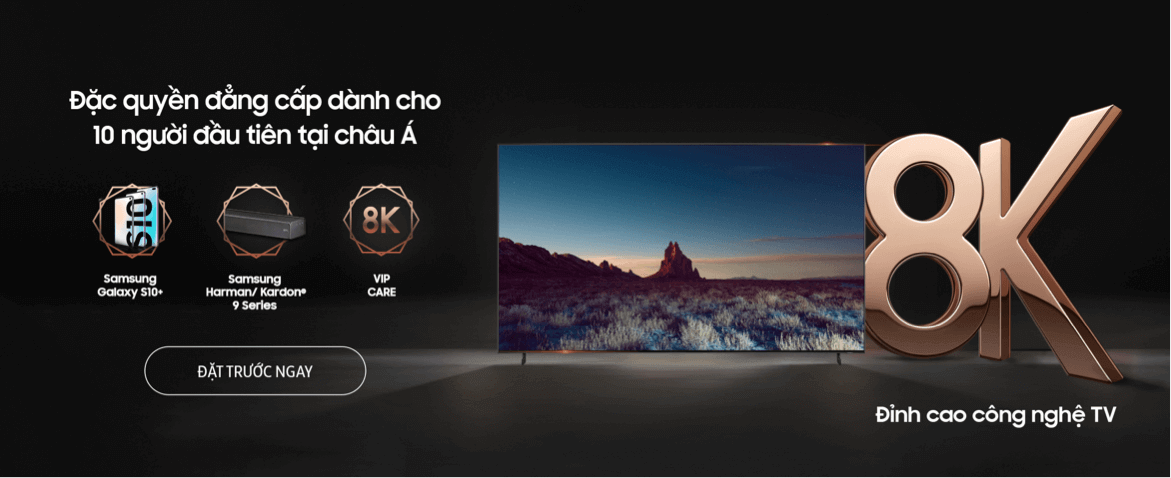 Đặc quyền đẳng cấp dành cho
10 người đầu tiên tại châu Á
S10
8K
Samsung
Galaxy S10+
Samsung
Harman/ Kardon®
9 Series
VIP
CARE
ĐẶT TRƯỚC NGAY
8K
Đỉnh cao công nghệ TV